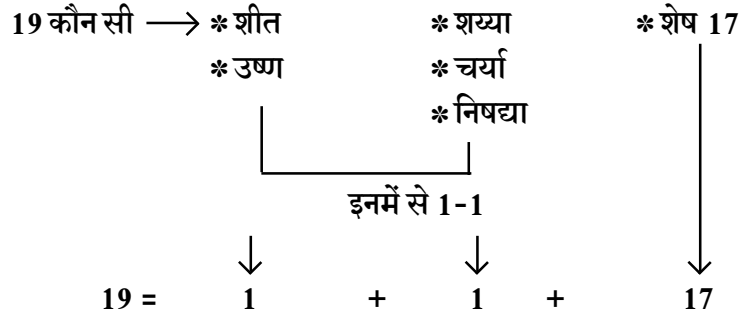 19 कौन सी → * शीत * शय्या * शेष 17
* उष्ण * चर्या
* निषद्या
इनमें से 1-1
19 = 1 + 1 + 17